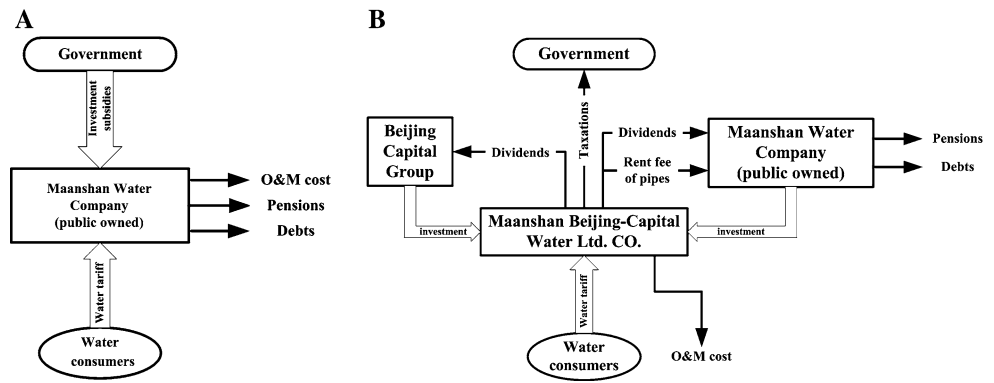 A
Government
Investment
subsidies
Maanshan Water
Company
(public owned)
O&M cost
Pensions
Debts
Water tariff
Water
consumers
B
Government
Taxations
Beijing
Capital
Group
Dividends
Dividends
Rent fee
of pipes
Maanshan Water
Company
(public owned)
Pensions
Debts
investment
Maanshan Beijing-Capital
Water Ltd. CO.
investment
Water tariff
O&M cost
Water
consumers